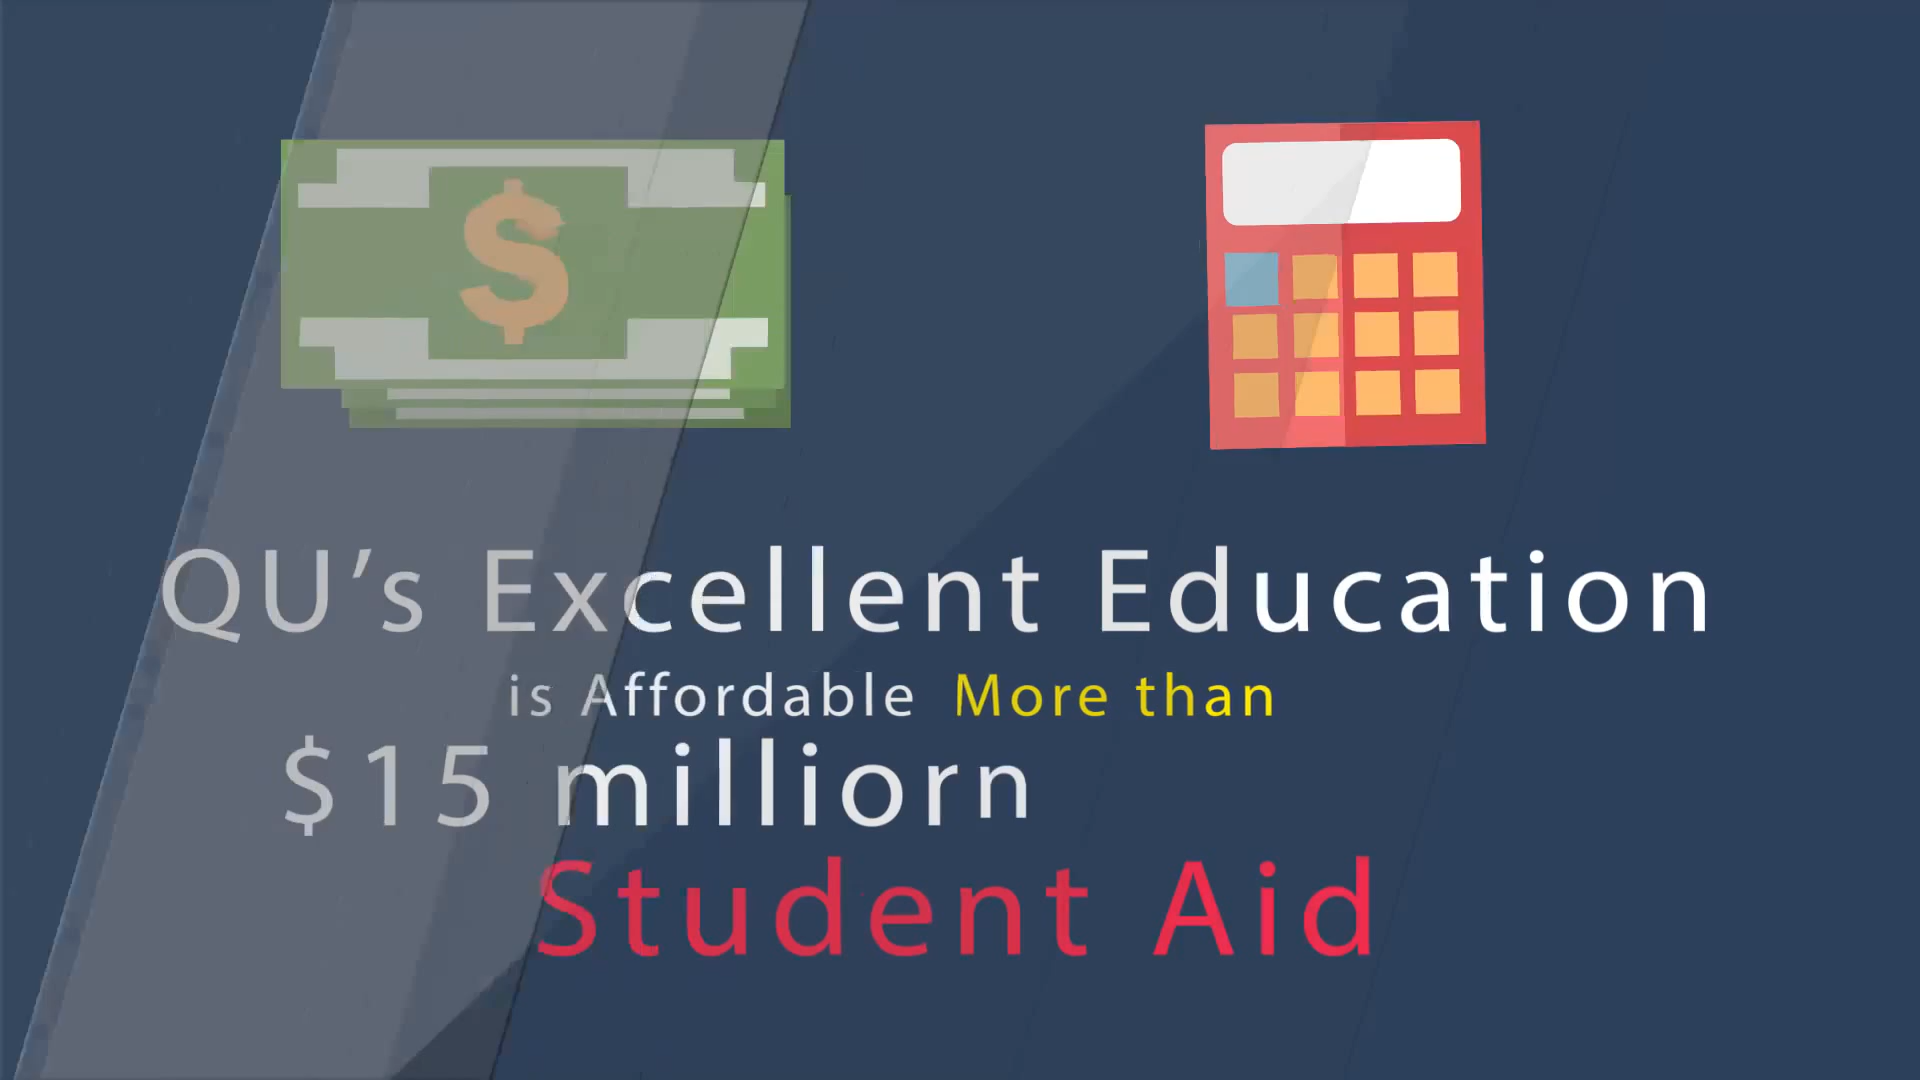 $
QU’s Excellent Education
is Affordable More than
$15 milliorn
Student Aid